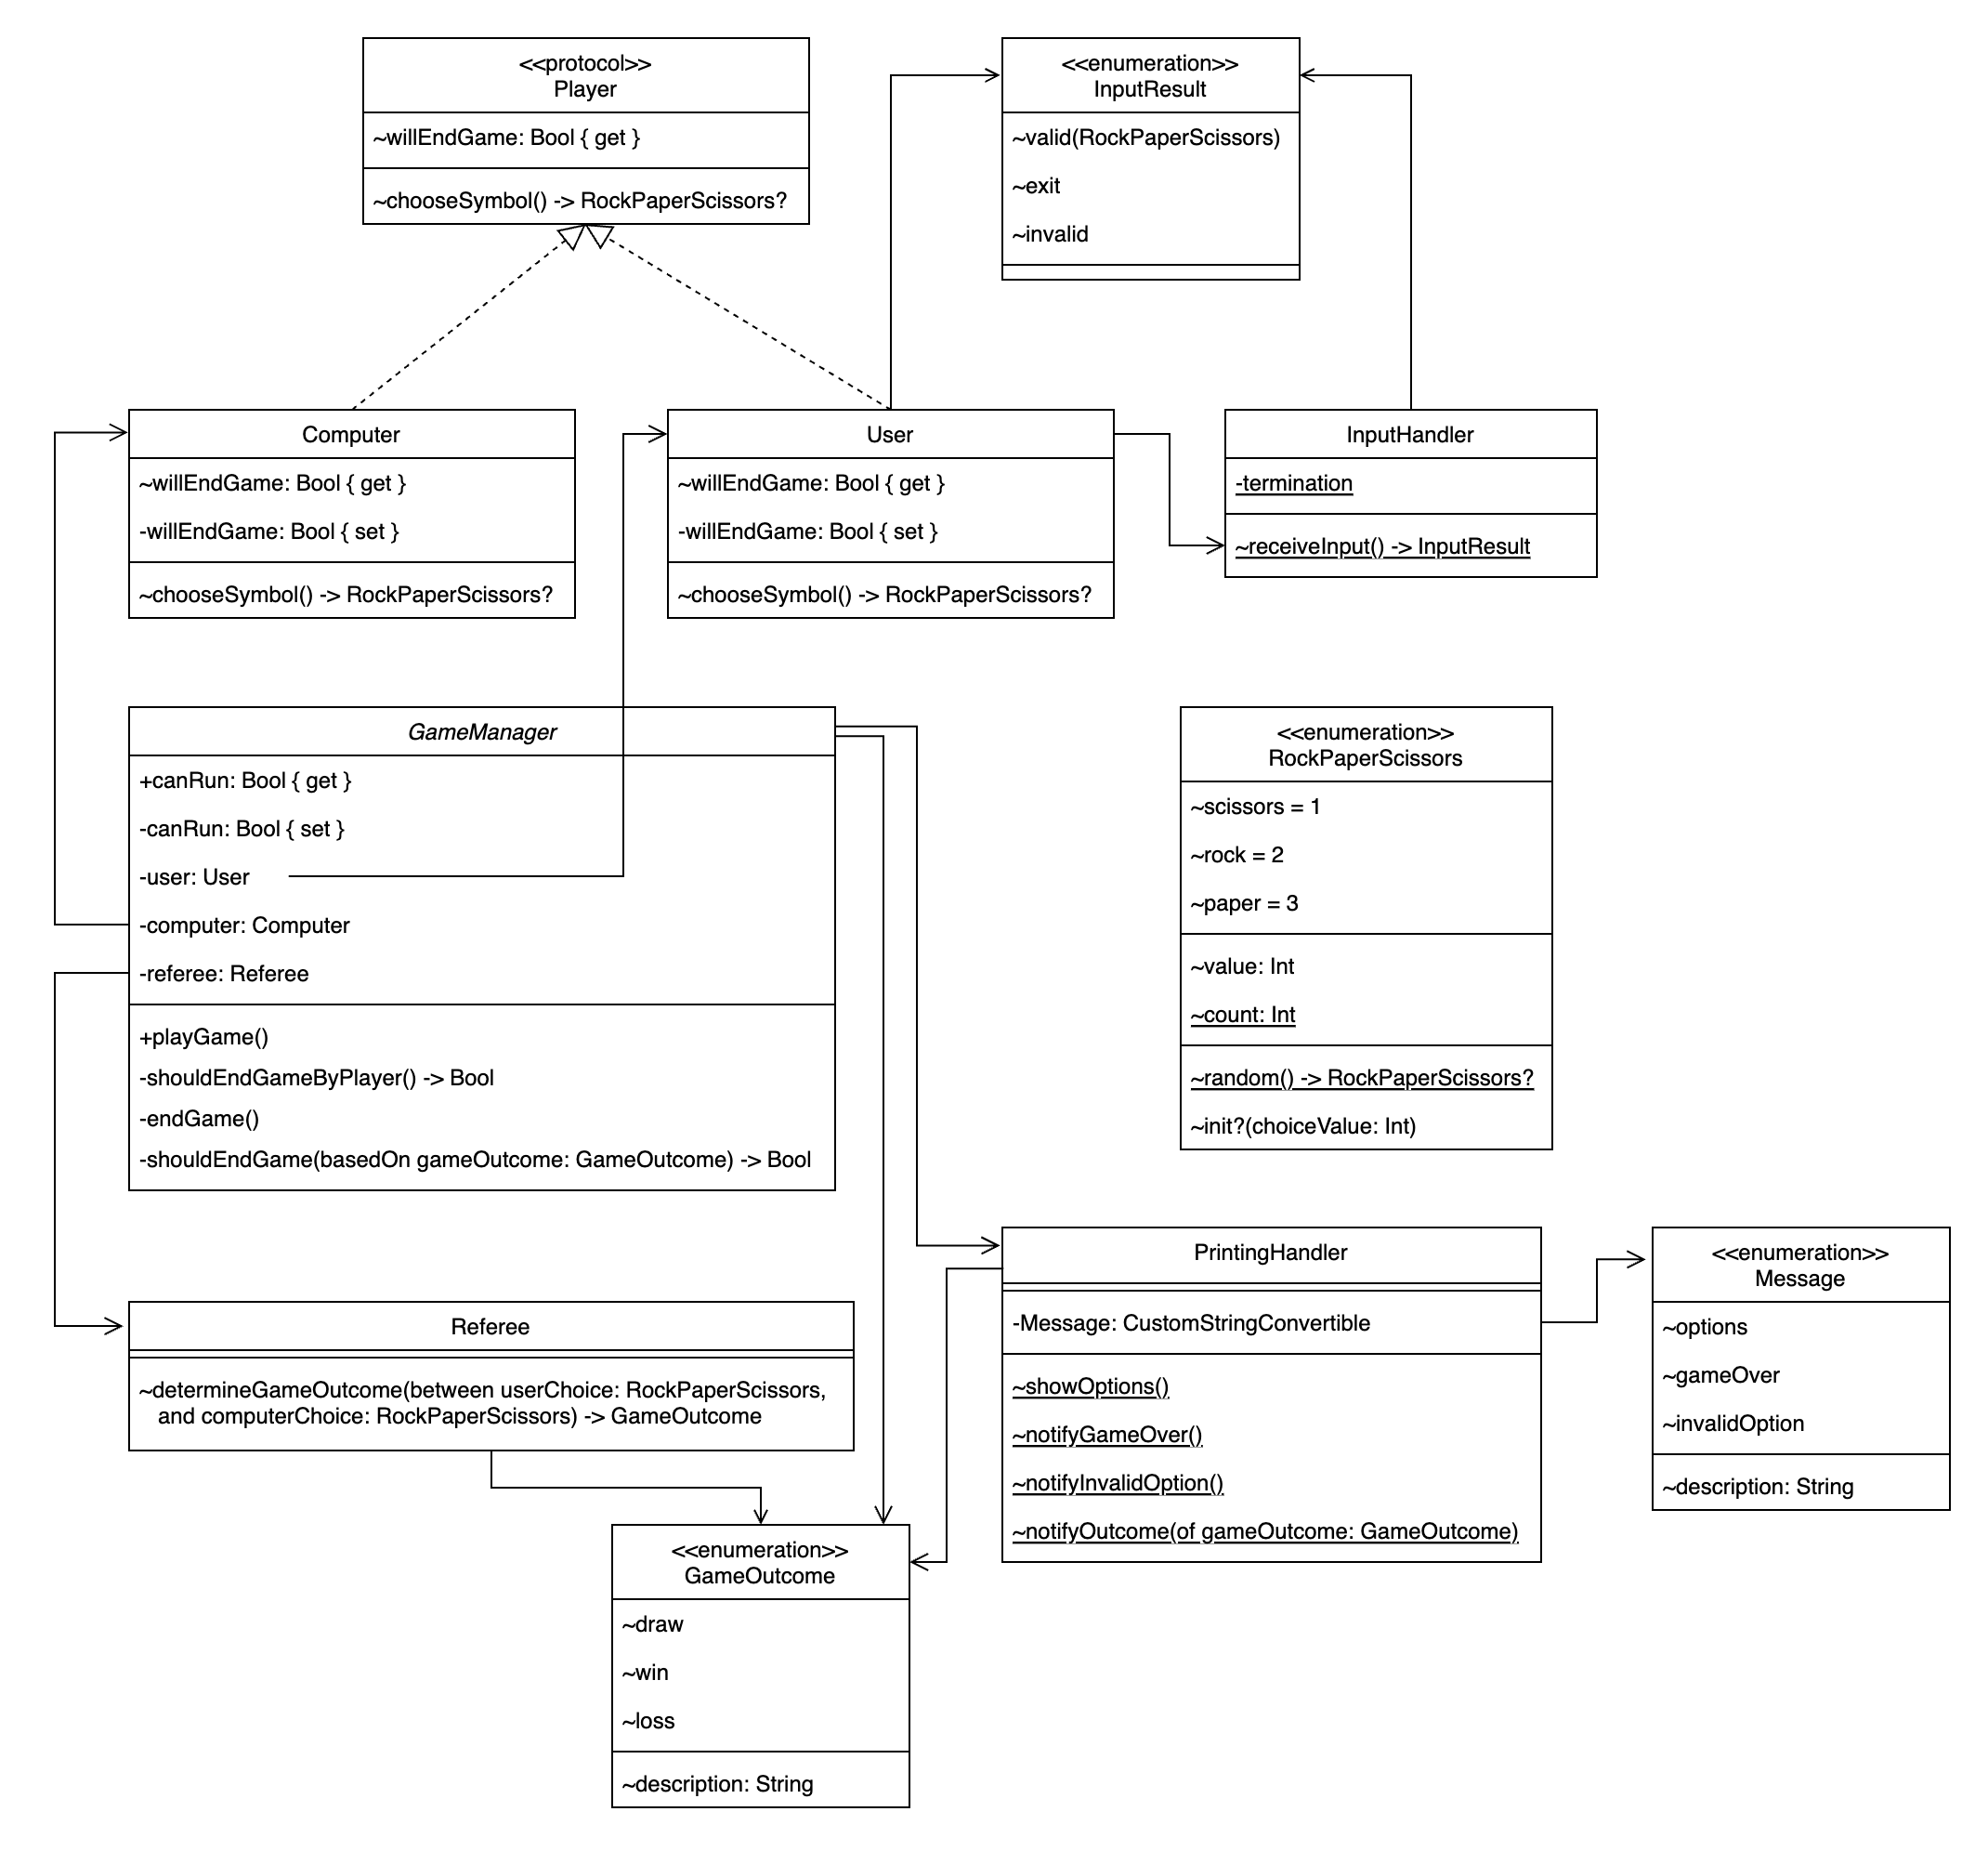 <<protocol>>
Player
~willEndGame: Bool { get }
~chooseSymbol() -> RockPaperScissors?
<<enumeration>>
InputResult
~valid(RockPaperScissors)
~exit
~invalid
Computer
~willEndGame: Bool { get }
-willEndGame: Bool { set }
~chooseSymbol() -> RockPaperScissors?
User
~willEndGame: Bool { get }
-willEndGame: Bool { set }
~chooseSymbol() -> RockPaperScissors?
InputHandler
-termination
~receiveInput() -> InputResult
GameManager
+canRun: Bool { get }
-canRun: Bool { set }
-user: User
-computer: Computer
-referee: Referee
+playGame()
-shouldEndGameByPlayer() -> Bool
-endGame()
-shouldEndGame(basedOn gameOutcome: GameOutcome) -> Bool
<<enumeration>>
RockPaperScissors
~scissors = 1
~rock = 2
~paper = 3
~value: Int
~count: Int
~random() -> RockPaperScissors?
~init?(choiceValue: Int)
Referee
~determineGameOutcome(between userChoice: RockPaperScissors,
and computerChoice: RockPaperScissors) -> GameOutcome
PrintingHandler
-Message: CustomStringConvertible
~showOptions()
~notifyGameOver()
~notifyInvalidOption()
~notifyOutcome(of gameOutcome: GameOutcome)
<<enumeration>>
Message
~options
~gameOver
~invalidOption
~description: String
<<enumeration>>
GameOutcome
~draw
~win
~loss
~description: String